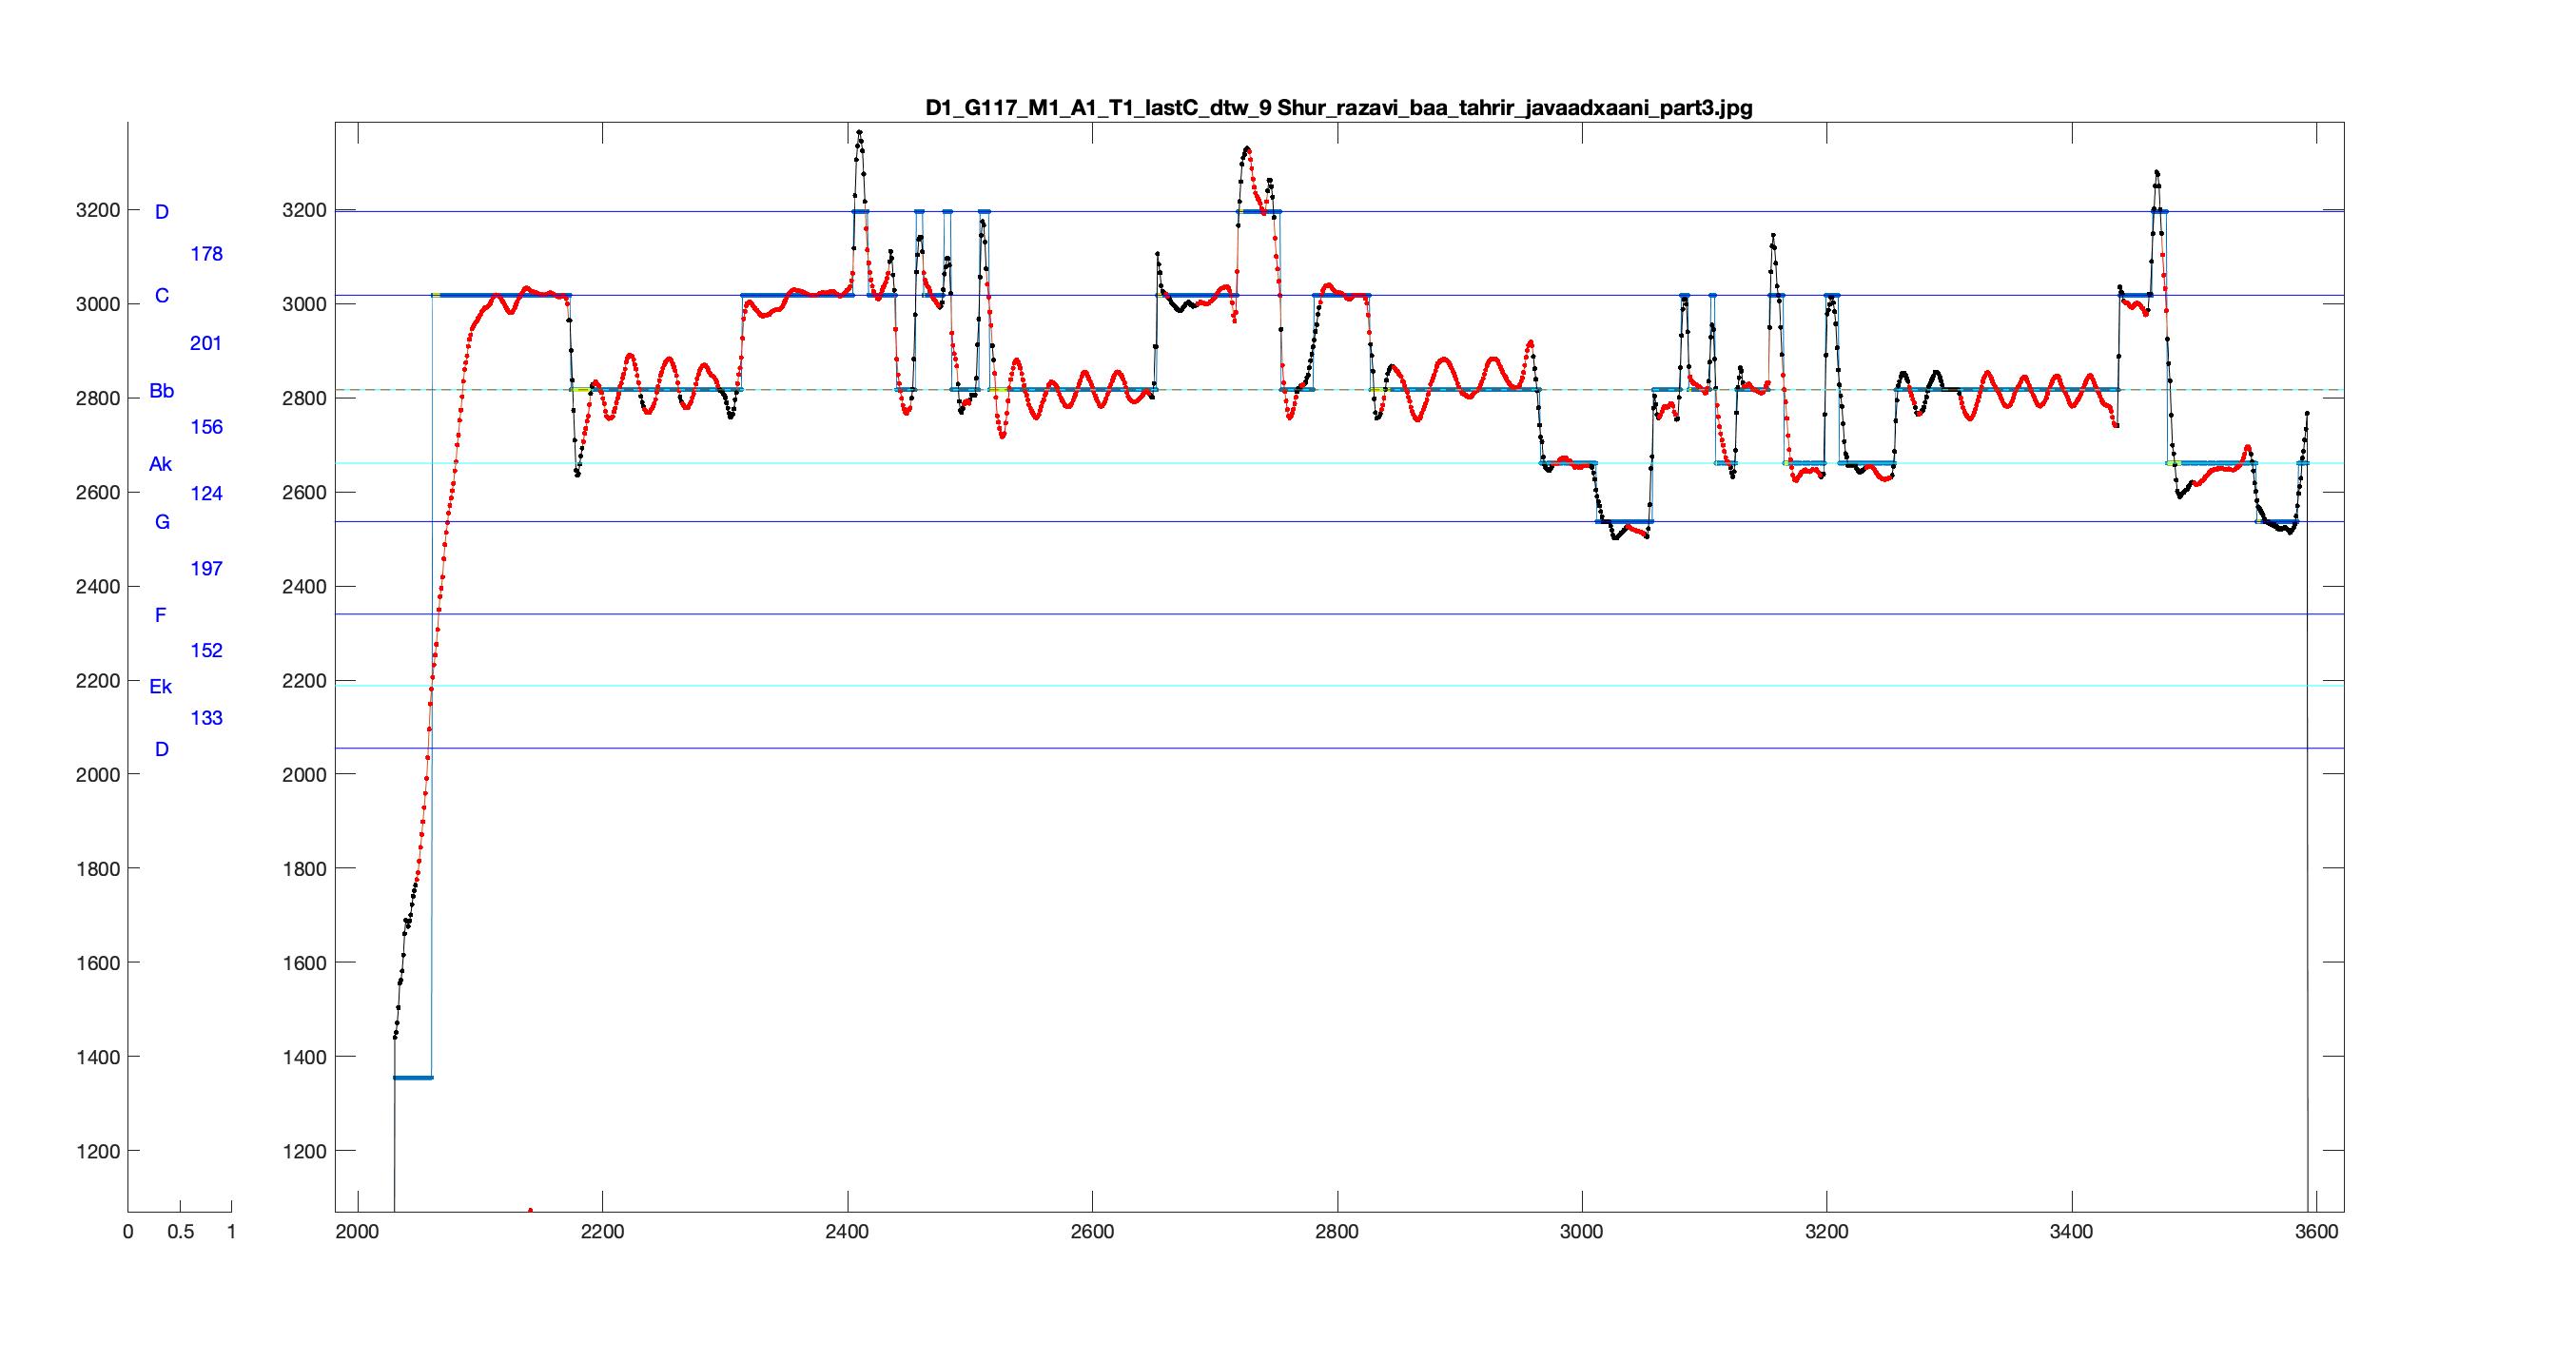 D1_G117_M1_A1_T1_lastC_dtw_9 Shur_razavi_baa_tahrir_javaadxaani_part3.jpg
3200 D 3200
178
C
3000 3000
201
2800 Bb 2800
156
Ak
2600 124 2600
G
197
2400 2400
F
152
2200 Ek 2200
133
D
2000 2000
1800 1800
1600 1600
1400 1400
1200 1200
0 0.5 1 2000 2200 2400 2600 2800 3000 3200 3400 3600